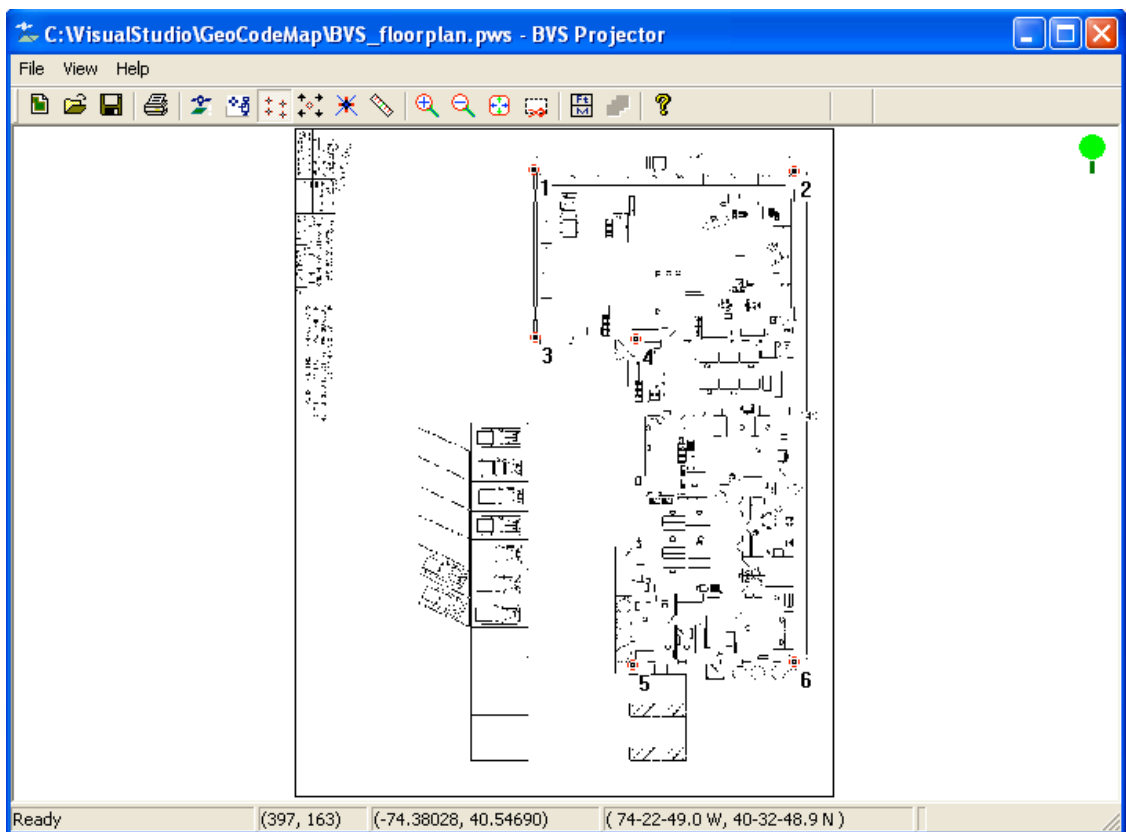 C:\VisualStudio\GeoCodeMap\BVS_floorplan.pws - BVS Projector
File View Help
Ft
M
?
1
2
3
4
5
6
Ready (397, 163) (-74.38028, 40.54690) ( 74-22-49.0 W, 40-32-48.9 N )